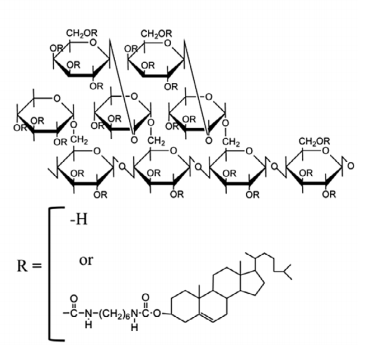 CH₂OR CH₂OR
O O
OR OR
OR OR
OR OR
O O O
OR OR OR
OR OR OR
OR O O
O O O
CH₂ CH₂ CH₂ CH₂OR
O O O O
OR O OR O OR O OR O
OR OR OR OR
-H
R = or
O O
-C-N-(CH₂)₆N-C-O
H H